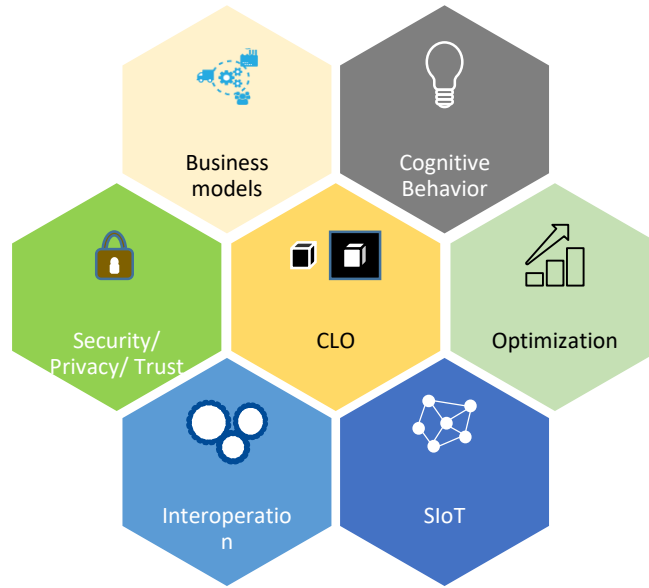 Business
models
Cognitive
Behavior
Security/
Privacy/ Trust
CLO
Optimization
Interoperatio
n
SIoT